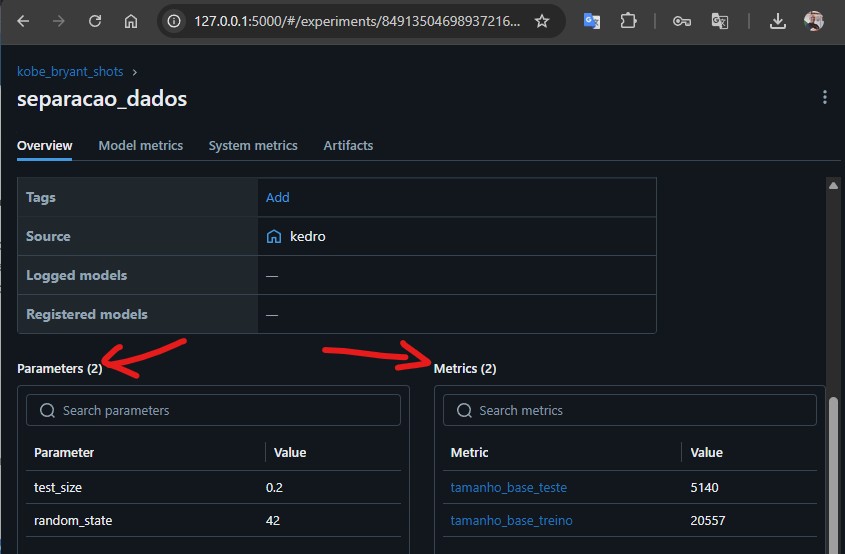 127.0.0.1:5000/#/experiments/84913504698937216...
kobe_bryant_shots >
separacao_dados
Overview Model metrics System metrics Artifacts
Tags Add
Source kedro
Logged models —
Registered models —
Parameters (2) Metrics (2)
Search parameters Search metrics
Parameter Value Metric Value
test_size 0.2 tamanho_base_teste 5140
random_state 42 tamanho_base_treino 20557